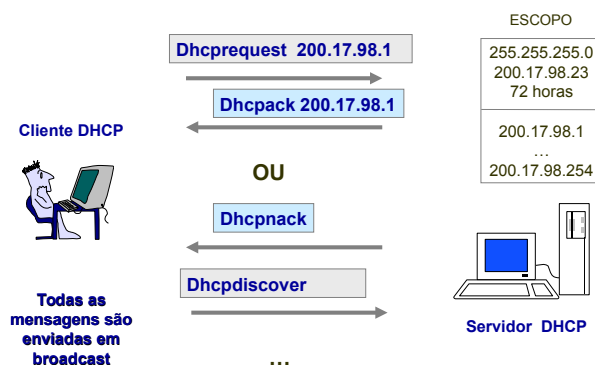 ESCOPO
Dhcprequest 200.17.98.1
255.255.255.0
200.17.98.23
72 horas
Dhcpack 200.17.98.1
Cliente DHCP
200.17.98.1
...
200.17.98.254
OU
Dhcpnack
Dhcpdiscover
Todas as
mensagens são
enviadas em
broadcast
Servidor DHCP
...